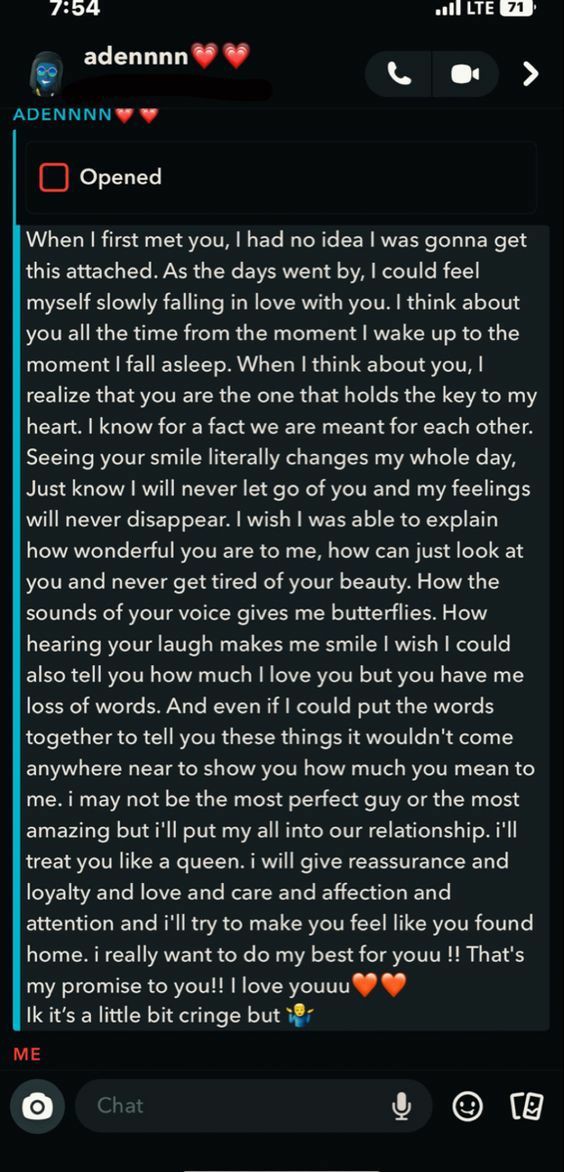 7:54 LTE 71
adennnn💗💗
ADENNNN💗💗
Opened
When I first met you, I had no idea I was gonna get
this attached. As the days went by, I could feel
myself slowly falling in love with you. I think about
you all the time from the moment I wake up to the
moment I fall asleep. When I think about you, I
realize that you are the one that holds the key to my
heart. I know for a fact we are meant for each other.
Seeing your smile literally changes my whole day,
Just know I will never let go of you and my feelings
will never disappear. I wish I was able to explain
how wonderful you are to me, how can just look at
you and never get tired of your beauty. How the
sounds of your voice gives me butterflies. How
hearing your laugh makes me smile I wish I could
also tell you how much I love you but you have me
loss of words. And even if I could put the words
together to tell you these things it wouldn't come
anywhere near to show you how much you mean to
me. i may not be the most perfect guy or the most
amazing but i'll put my all into our relationship. i'll
treat you like a queen. i will give reassurance and
loyalty and love and care and affection and
attention and i'll try to make you feel like you found
home. i really want to do my best for youu !! That's
my promise to you!! I love youuu❤️❤️
Ik it's a little bit cringe but 🤷‍♂️
ME
Chat